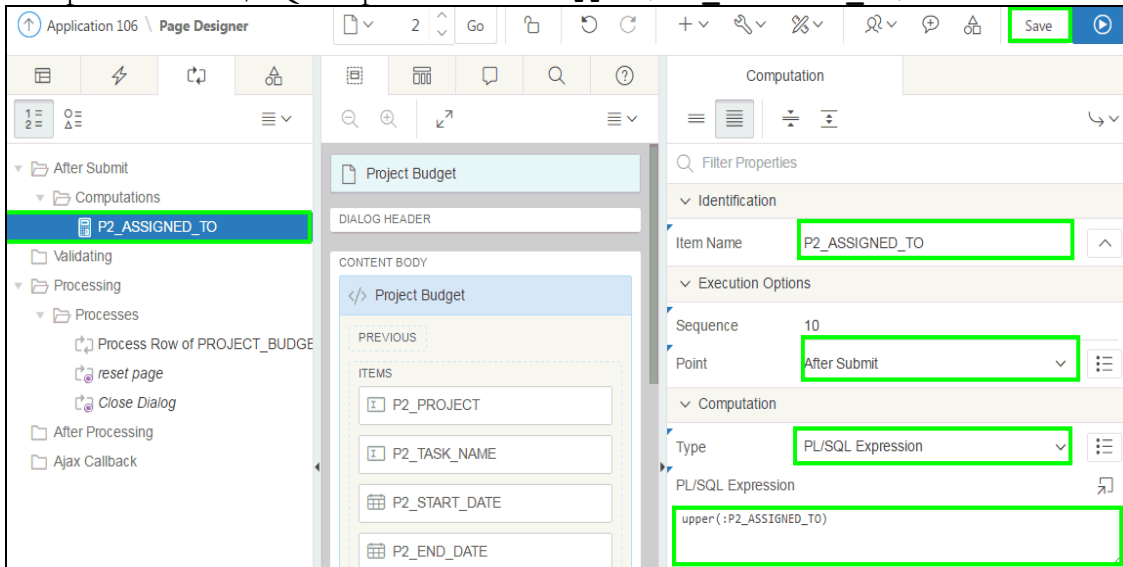 Application 106 \ Page Designer
2
Go
Save
Computation
After Submit
Computations
P2_ASSIGNED_TO
Validating
Processing
Processes
Process Row of PROJECT_BUDGE
reset page
Close Dialog
After Processing
Ajax Callback
Project Budget
DIALOG HEADER
CONTENT BODY
</> Project Budget
PREVIOUS
ITEMS
P2_PROJECT
P2_TASK_NAME
P2_START_DATE
P2_END_DATE
Filter Properties
Identification
Item Name P2_ASSIGNED_TO
Execution Options
Sequence 10
Point After Submit
Computation
Type PL/SQL Expression
PL/SQL Expression
upper(:P2_ASSIGNED_TO)